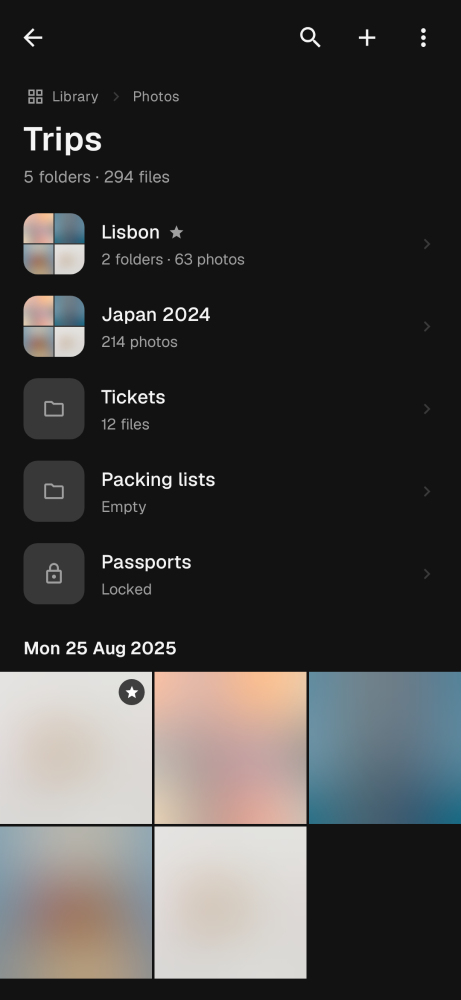 Library
Photos
Trips
5 folders · 294 files
Lisbon
2 folders · 63 photos
Japan 2024
214 photos
Tickets
12 files
Packing lists
Empty
Passports
Locked
Mon 25 Aug 2025